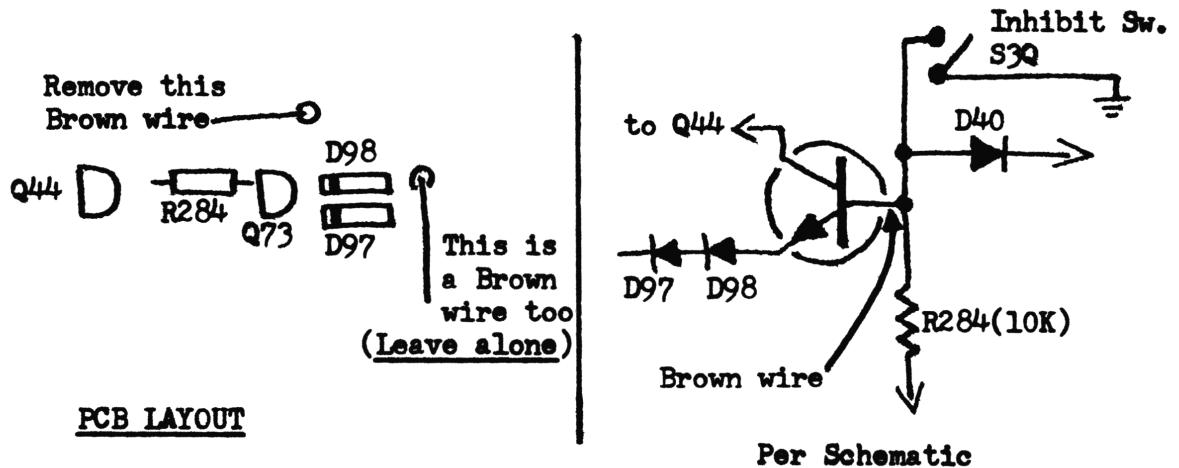 Remove this
Brown wire
D98
Q44
R284
Q73
D97
This is
a Brown
wire too
(Leave alone)
PCB LAYOUT
Inhibit Sw.
S3Q
to Q44
D40
D97 D98
R284(10K)
Brown wire
Per Schematic